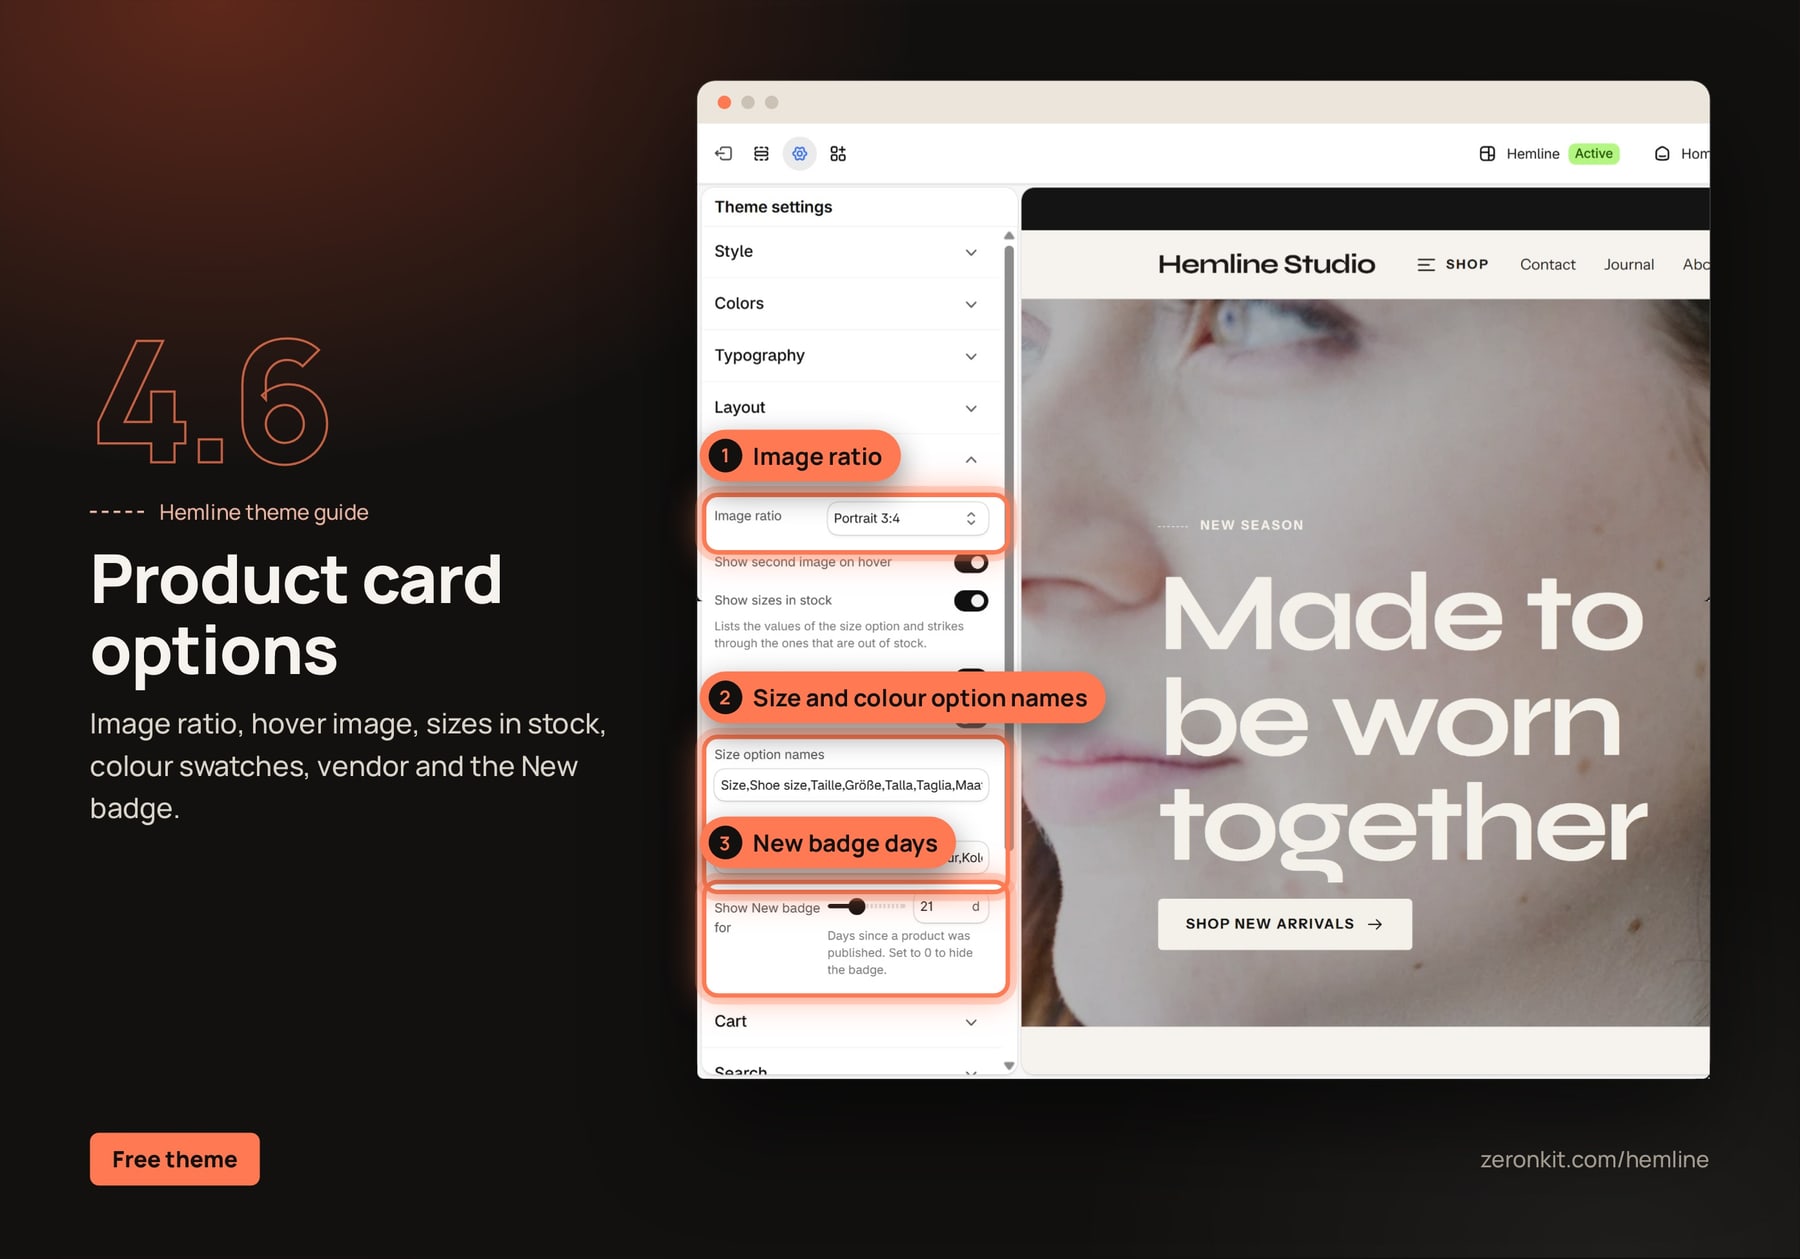 4.6
Hemline theme guide
Product card
options
Image ratio, hover image, sizes in stock,
colour swatches, vendor and the New
badge.
Free theme
Hemline Active
Theme settings
Style
Colors
Typography
Layout
1 Image ratio
Image ratio Portrait 3:4
Show second image on hover
Show sizes in stock
Lists the values of the size option and strikes
through the ones that are out of stock.
2 Size and colour option names
Size option names
Size,Shoe size,Taille,Größe,Talla,Taglia,Maa
3 New badge days
Show New badge
for
21 d
Days since a product was
published. Set to 0 to hide
the badge.
Cart
Search
Hemline Studio
SHOP Contact Journal
NEW SEASON
Made to
be worn
together
SHOP NEW ARRIVALS →
zeronkit.com/hemline